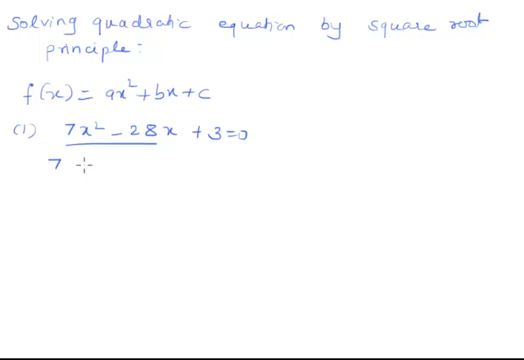 Solving quadratic equation by square root
principle:
f(x) = ax² + bx + c
(1) 7x² - 28x + 3 = 0
7